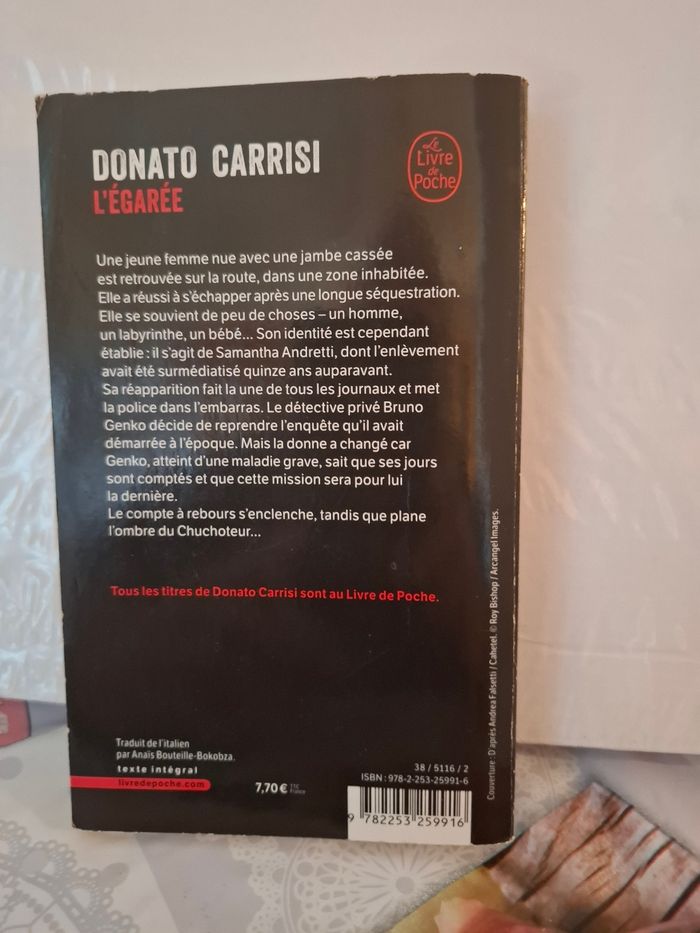 DONATO CARRISI
L'ÉGARÉE
Le
Livre
de
Poche
Une jeune femme nue avec une jambe cassée
est retrouvée sur la route, dans une zone inhabitée.
Elle a réussi à s'échapper après une longue séquestration.
Elle se souvient de peu de choses – un homme,
un labyrinthe, un bébé... Son identité est cependant
établie : il s'agit de Samantha Andretti, dont l'enlèvement
avait été surmédiatisé quinze ans auparavant.
Sa réapparition fait la une de tous les journaux et met
la police dans l'embarras. Le détective privé Bruno
Genko décide de reprendre l'enquête qu'il avait
démarrée à l'époque. Mais la donne a changé car
Genko, atteint d'une maladie grave, sait que ses jours
sont comptés et que cette mission sera pour lui
la dernière.
Le compte à rebours s'enclenche, tandis que plane
l'ombre du Chuchoteur...
Tous les titres de Donato Carrisi sont au Livre de Poche.
Traduit de l'italien
par Anaïs Bouteille-Bokobza.
texte intégral
livredepoche.com
7,70 € TTC
France
38 / 5116 / 2
ISBN : 978-2-253-25991-6
9 782253 259916
Couverture : D'après Andrea Falsetti / Cahetel. © Roy Bishop / Arcangel Images.